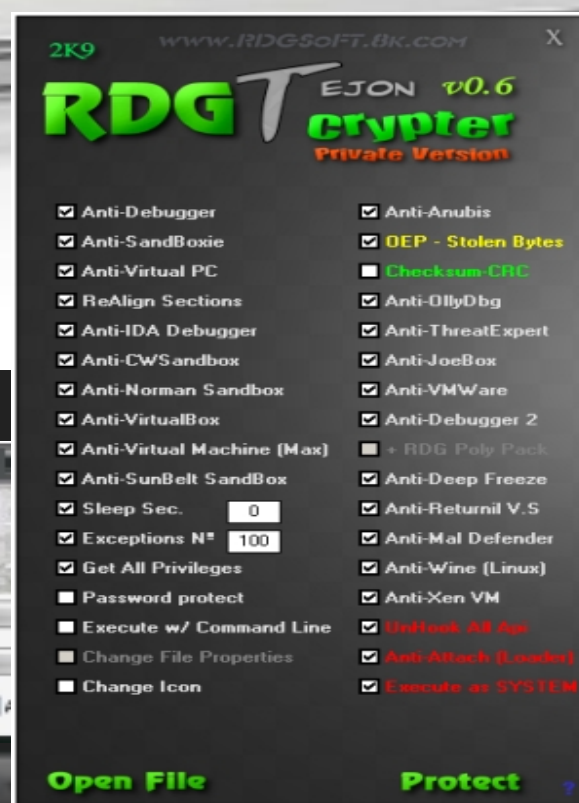 2K9
WWW.RDGSOFT.8K.COM
X
RDG TEJON v0.6
Crypter
Private Version
Anti-Debugger
Anti-SandBoxie
Anti-Virtual PC
ReAlign Sections
Anti-IDA Debugger
Anti-CWSandbox
Anti-Norman Sandbox
Anti-VirtualBox
Anti-Virtual Machine (Max)
Anti-SunBelt SandBox
Sleep Sec. 0
Exceptions Nº 100
Get All Privileges
Password protect
Execute w/ Command Line
Change File Properties
Change Icon
Anti-Anubis
OEP - Stolen Bytes
Checksum-CRC
Anti-OllyDbg
Anti-ThreatExpert
Anti-JoeBox
Anti-VMWare
Anti-Debugger 2
+ RDG Poly Pack
Anti-Deep Freeze
Anti-Returnil V.S
Anti-Mal Defender
Anti-Wine (Linux)
Anti-Xen VM
UnHook All Api
Anti-Attach (Loader)
Execute as SYSTEM
Open File
Protect
?